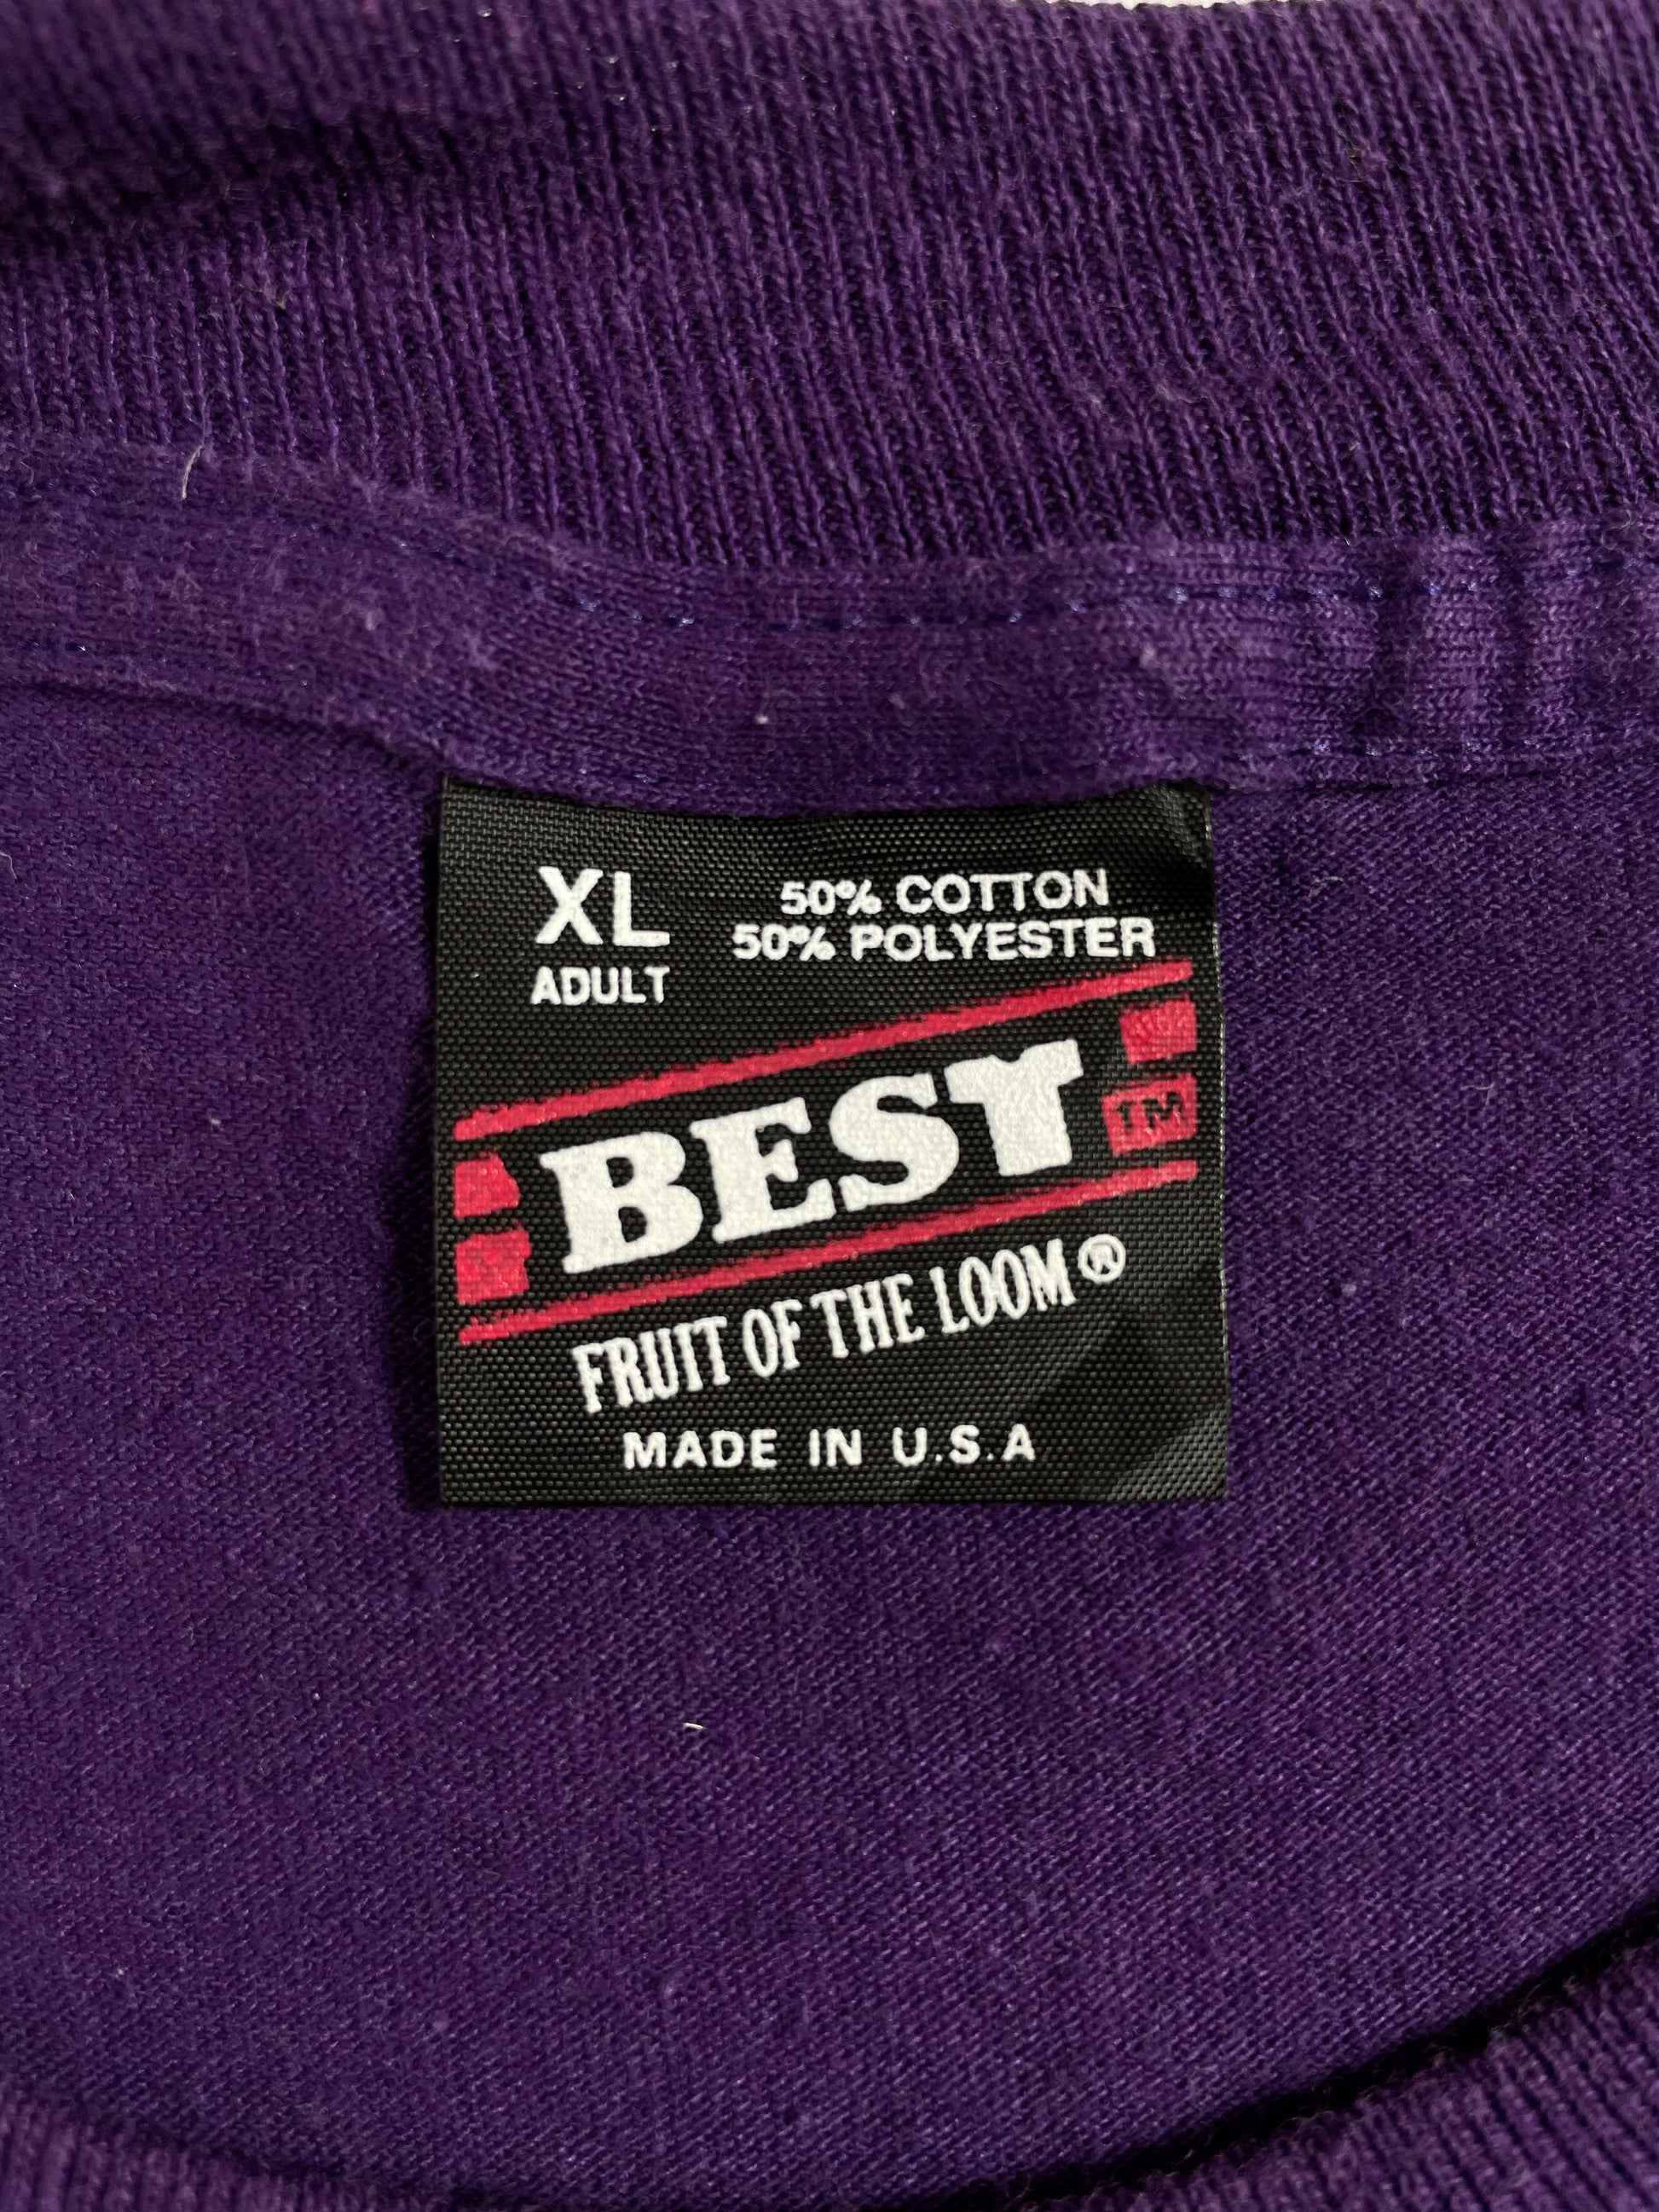 XL
ADULT
50% COTTON
50% POLYESTER
BEST TM
FRUIT OF THE LOOM®
MADE IN U.S.A